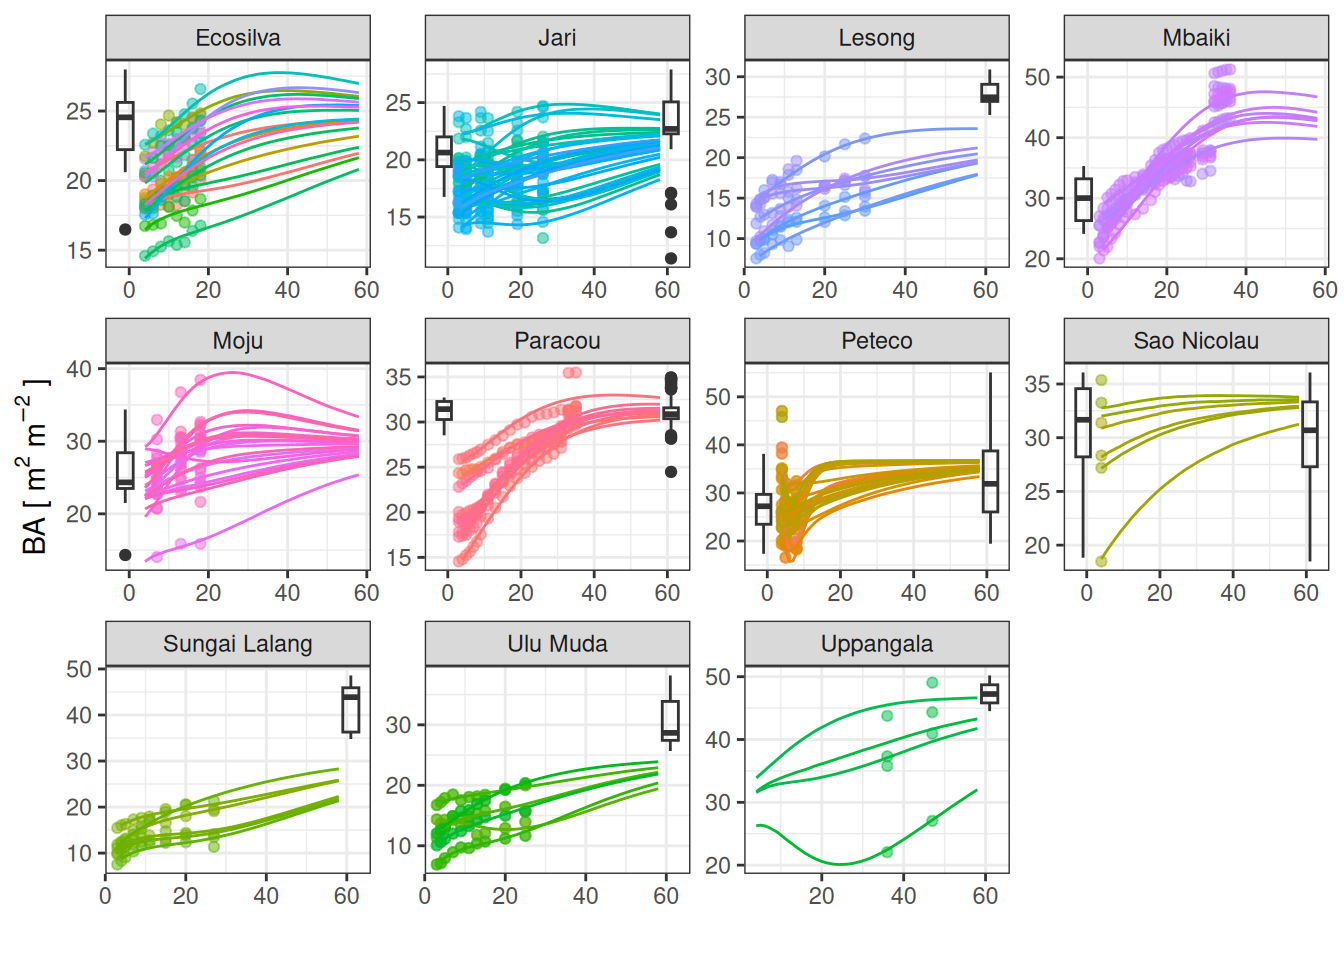 Ecosilva Jari Lesong Mbaiki
25 20 15 0 20 40 60
25 20 15 0 20 40 60
30 25 20 15 10 0 20 40 60
50 40 30 20 0 20 40 60
Moju Paracou Peteco Sao Nicolau
40 30 20 0 20 40 60
35 30 25 20 15 0 20 40 60
50 40 30 20 0 20 40 60
35 30 25 20 0 20 40 60
BA [ m² m⁻² ]
Sungai Lalang Ulu Muda Uppangala
50 40 30 20 10 0 20 40 60
30 20 10 0 20 40 60
50 40 30 20 20 40 60